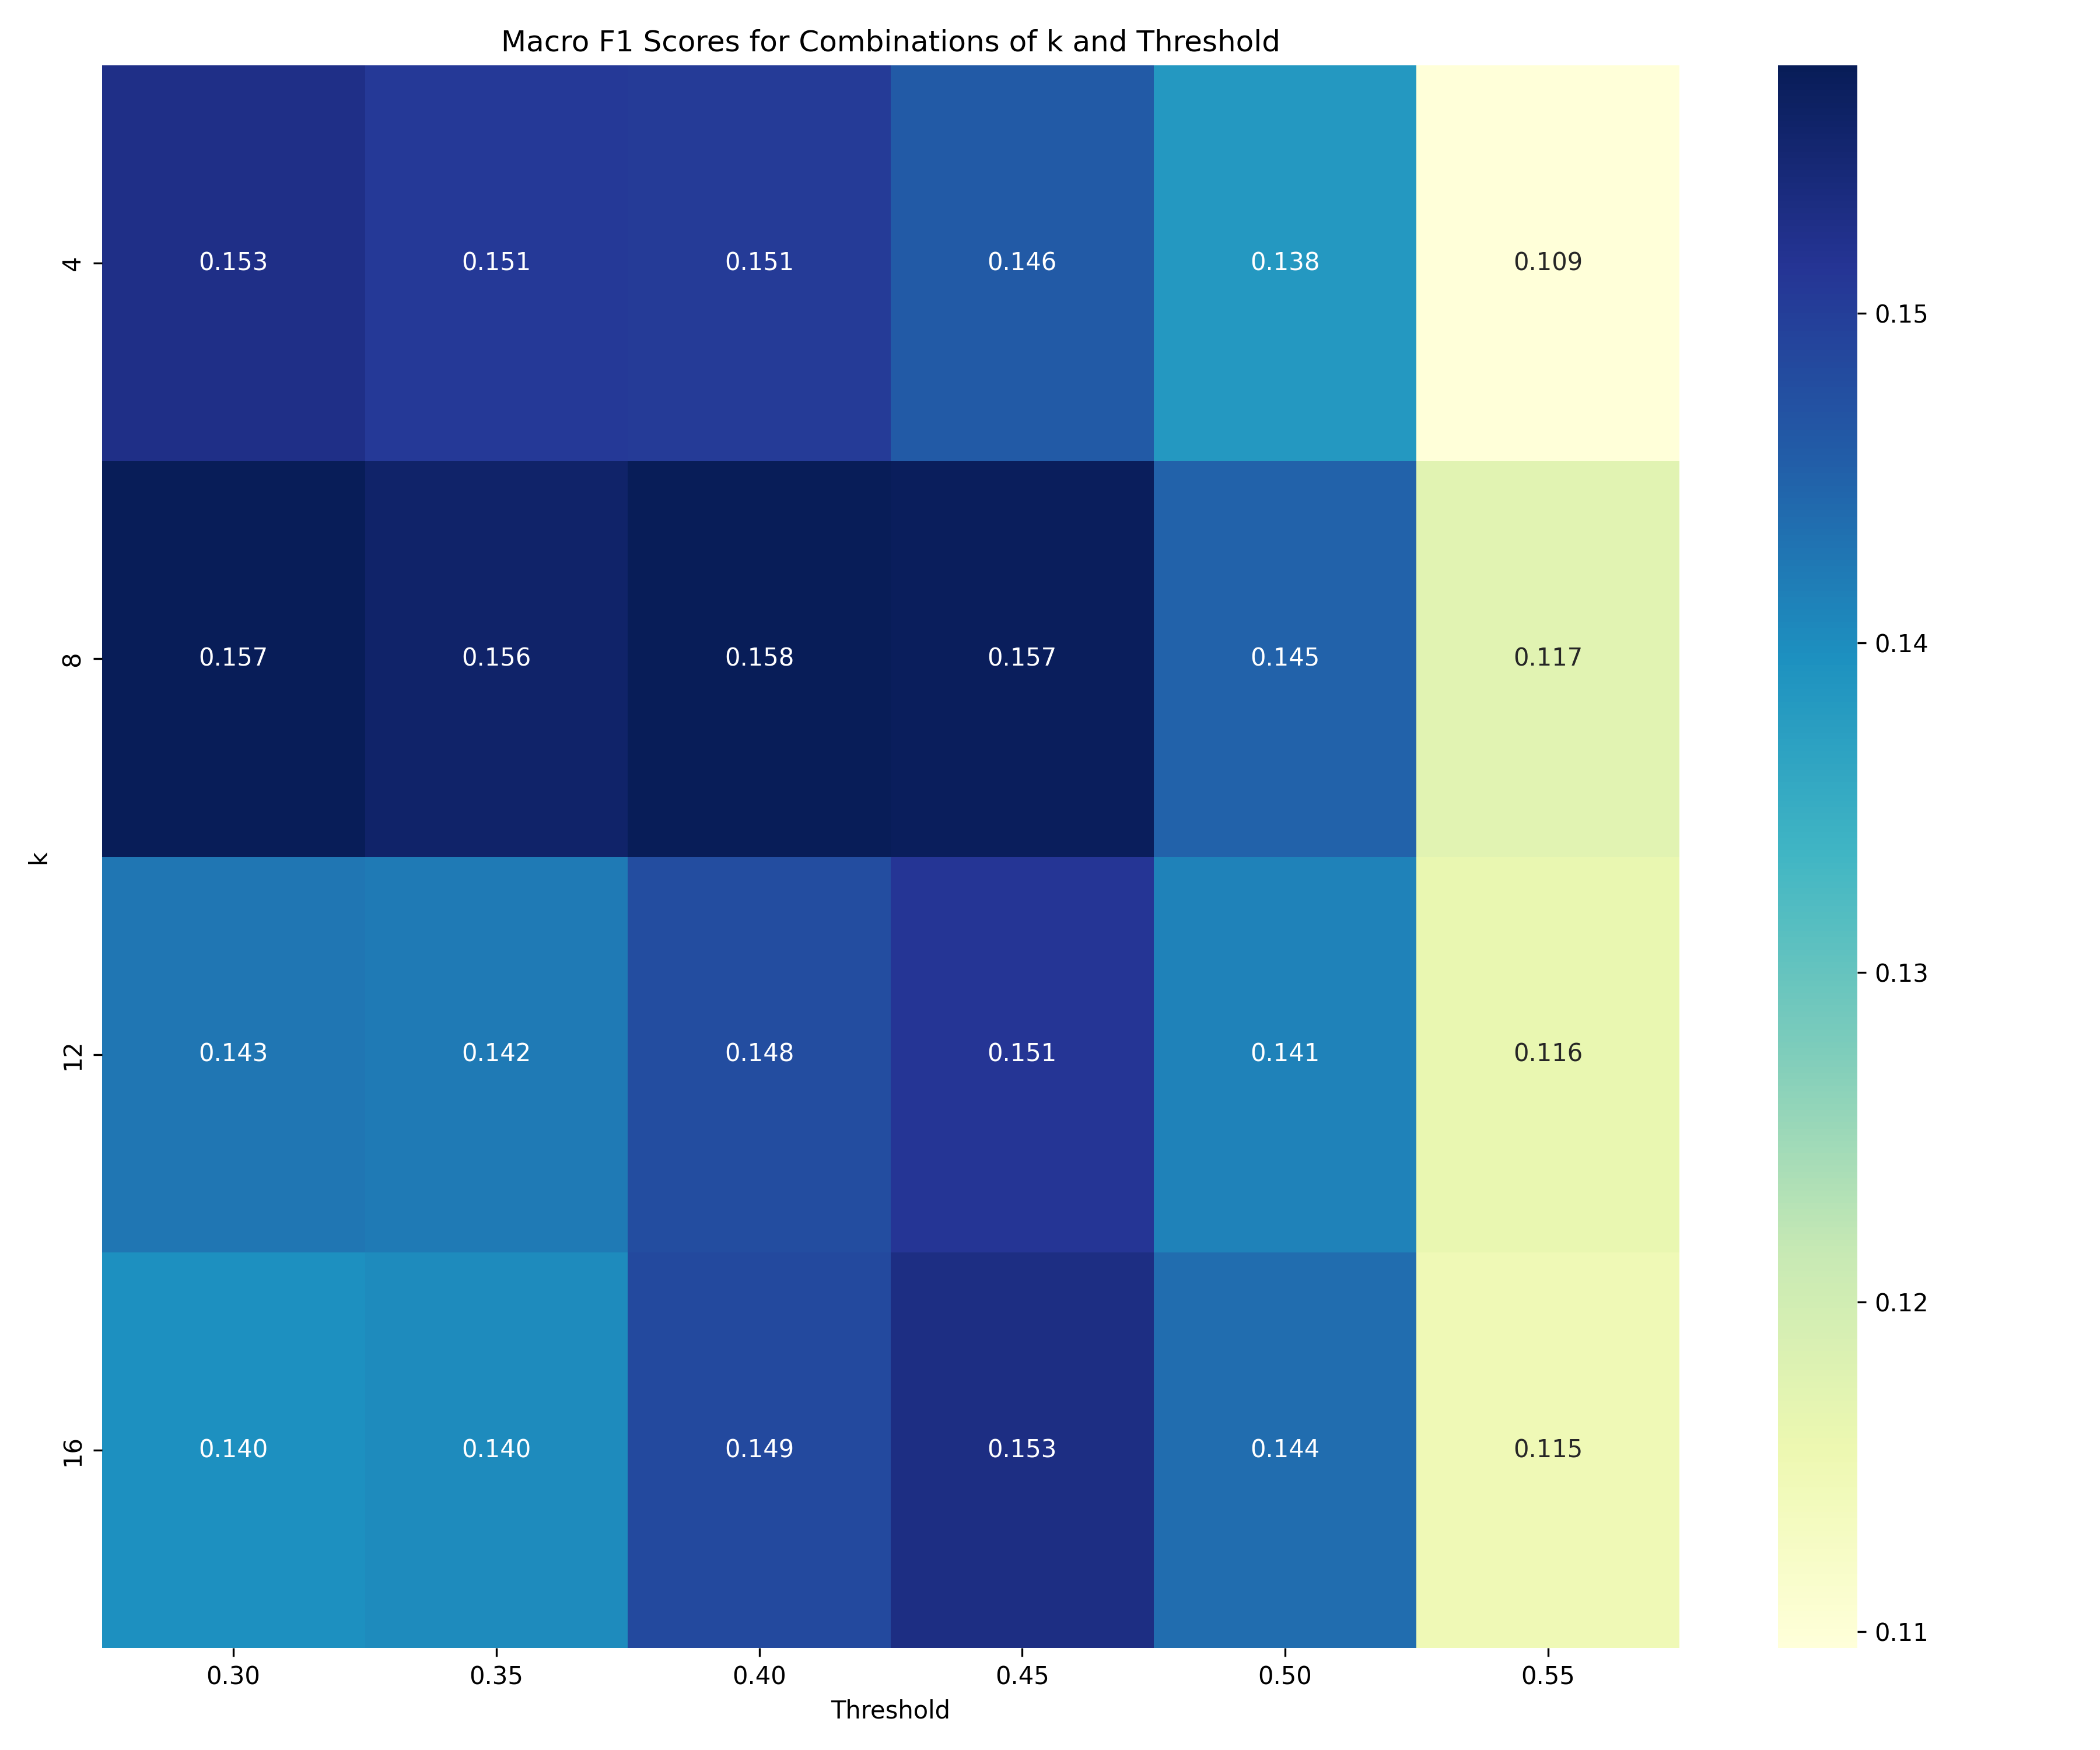 Macro F1 Scores for Combinations of k and Threshold
4 0.153 0.151 0.151 0.146 0.138 0.109
8 0.157 0.156 0.158 0.157 0.145 0.117
k
12 0.143 0.142 0.148 0.151 0.141 0.116
16 0.140 0.140 0.149 0.153 0.144 0.115
0.30 0.35 0.40 0.45 0.50 0.55
Threshold
0.15
0.14
0.13
0.12
0.11